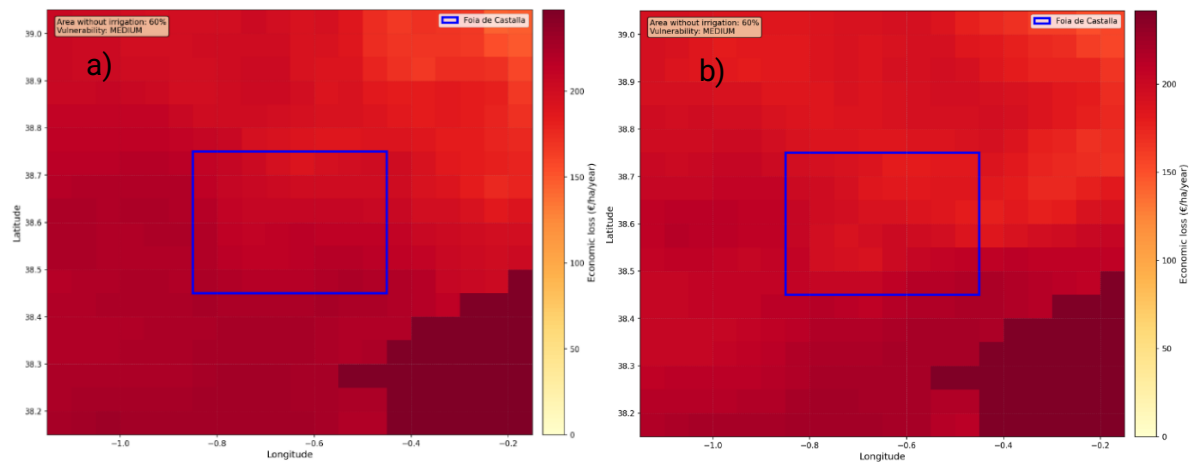 Area without irrigation: 60%
Vulnerability: MEDIUM
Foia de Castalla
a)
39.0
38.9
38.8
38.7
38.6
38.5
38.4
38.3
38.2
Latitude
-1.0
-0.8
-0.6
-0.4
-0.2
Longitude
200
150
100
50
0
Economic loss (€/ha/year)
Area without irrigation: 60%
Vulnerability: MEDIUM
Foia de Castalla
b)
39.0
38.9
38.8
38.7
38.6
38.5
38.4
38.3
38.2
Latitude
-1.0
-0.8
-0.6
-0.4
-0.2
Longitude
200
150
100
50
0
Economic loss (€/ha/year)